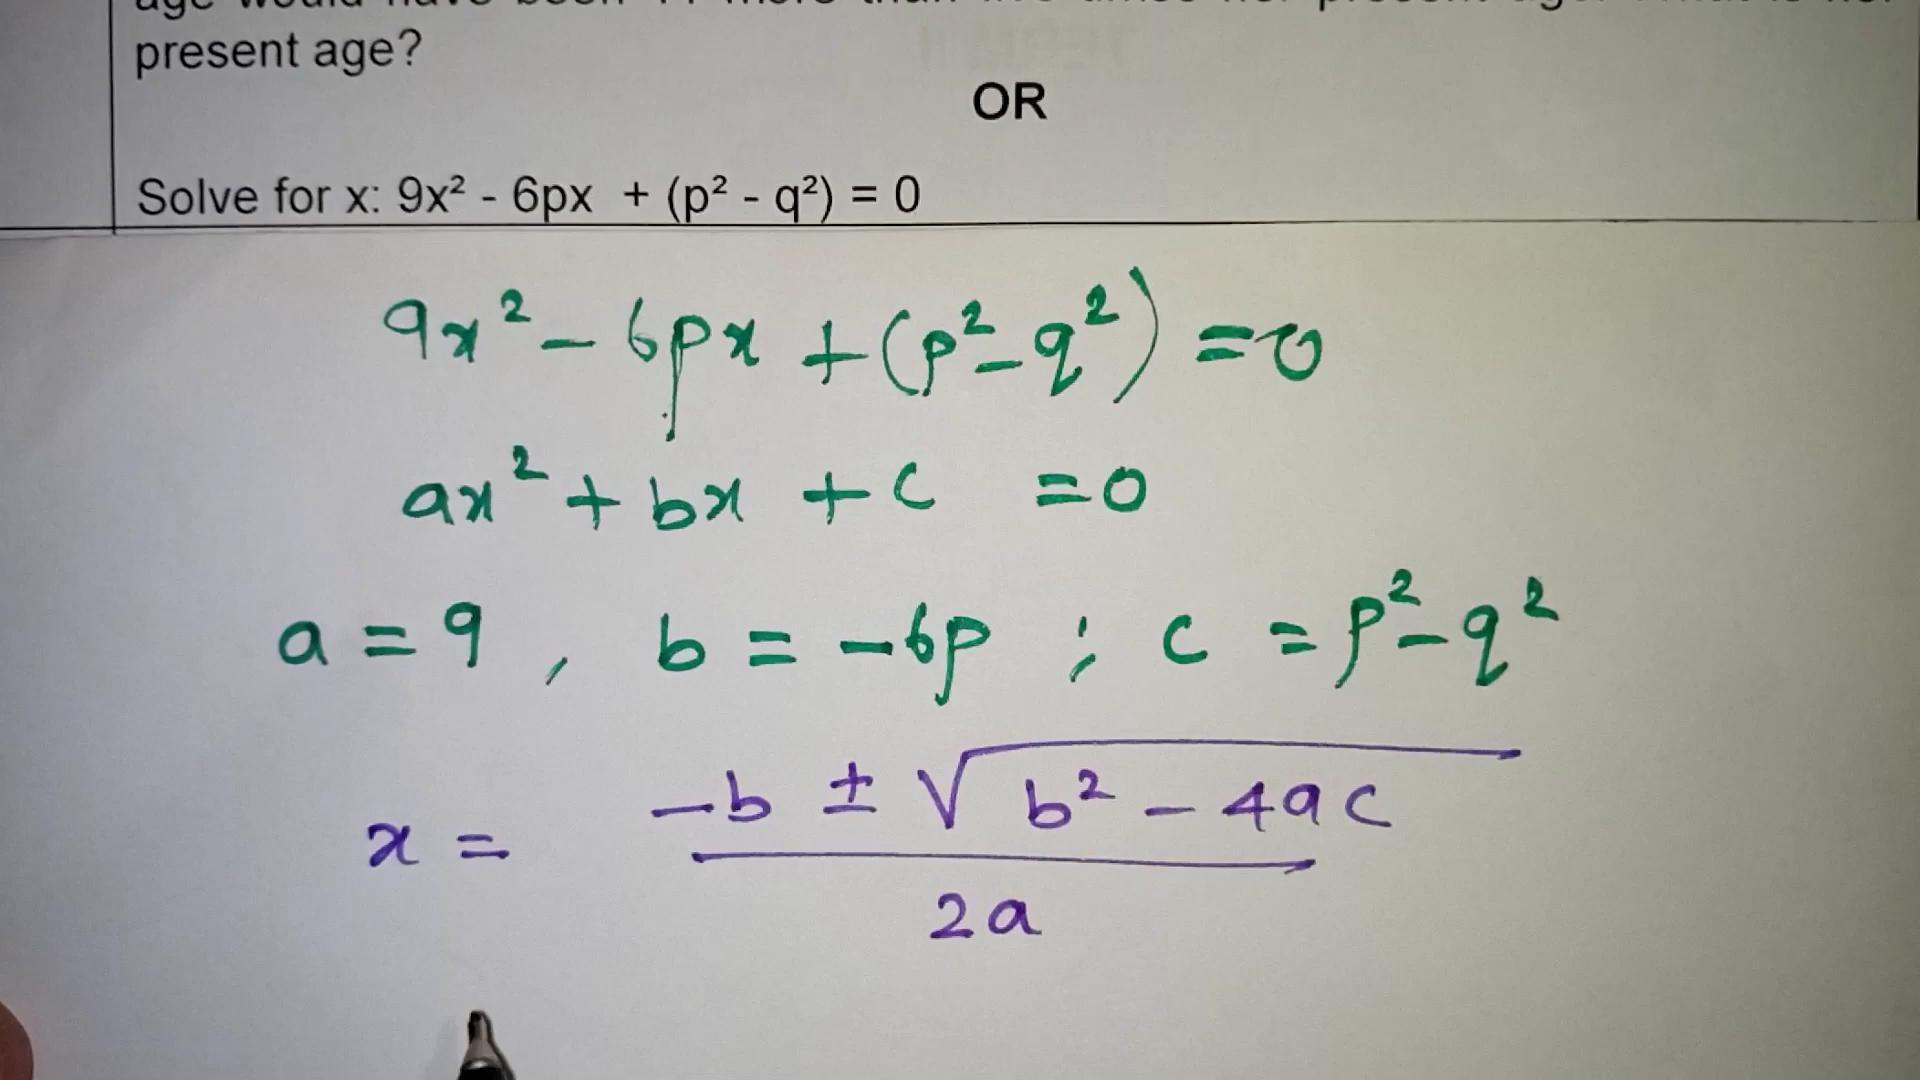 present age?
OR
Solve for x: 9x² - 6px + (p² - q²) = 0
9x² - 6px + (p² - q²) = 0
ax² + bx + c = 0
a = 9 , b = -6p ; c = p² - q²
x = -b ± √ b² - 4ac
2a